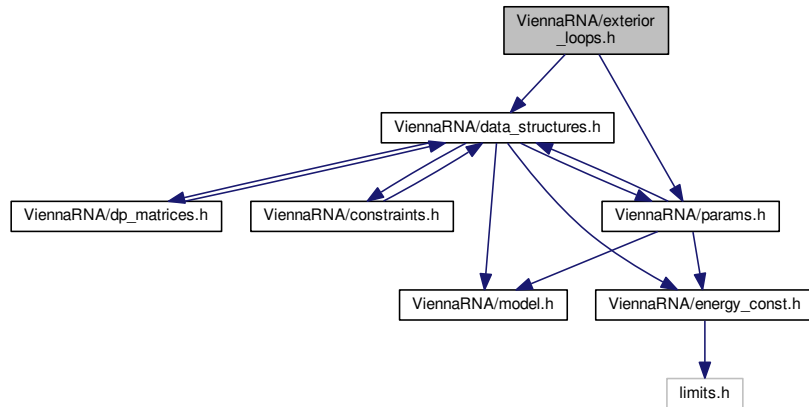 ViennaRNA/exterior
_loops.h
ViennaRNA/data_structures.h
ViennaRNA/dp_matrices.h
ViennaRNA/constraints.h
ViennaRNA/params.h
ViennaRNA/model.h
ViennaRNA/energy_const.h
limits.h